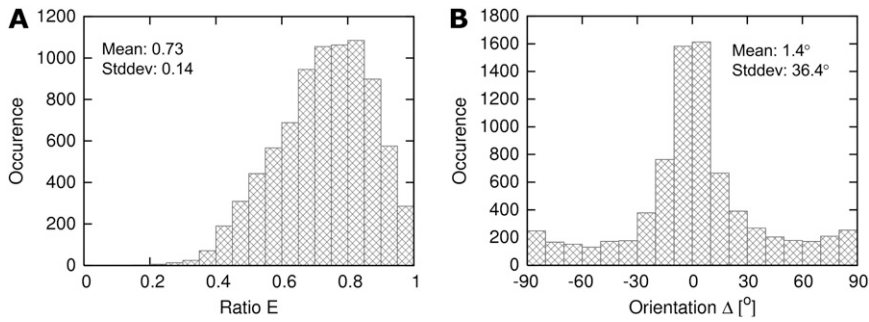 A
Mean: 0.73
Stddev: 0.14
Occurence
1200
1000
800
600
400
200
0
0 0.2 0.4 0.6 0.8 1
Ratio E
B
Mean: 1.4°
Stddev: 36.4°
Occurence
1800
1600
1400
1200
1000
800
600
400
200
0
-90 -60 -30 0 30 60 90
Orientation Δ [°]